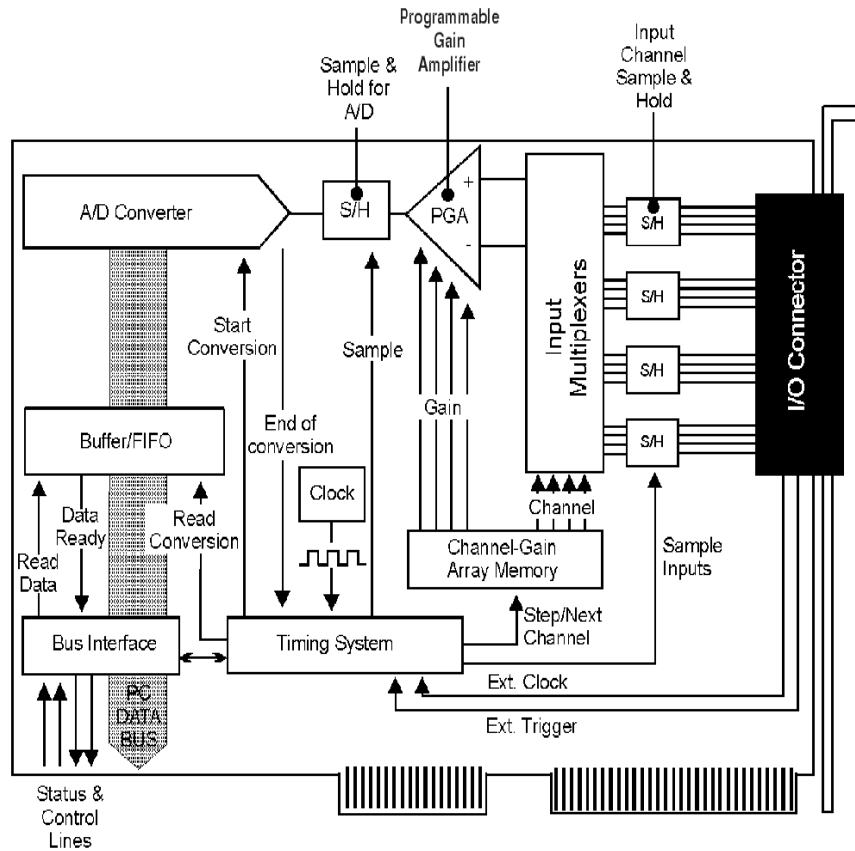 Programmable
Gain
Amplifier
Input
Channel
Sample &
Hold
Sample &
Hold for
A/D
A/D Converter
S/H
+
PGA
-
Input
Multiplexers
S/H
S/H
S/H
S/H
I/O Connector
Start
Conversion
Sample
Gain
End of
conversion
Buffer/FIFO
Clock
Channel
Data
Ready
Read
Conversion
Read
Data
Channel-Gain
Array Memory
Sample
Inputs
Step/Next
Channel
Bus Interface
Timing System
Ext. Clock
Ext. Trigger
PC
DATA
BUS
Status &
Control
Lines